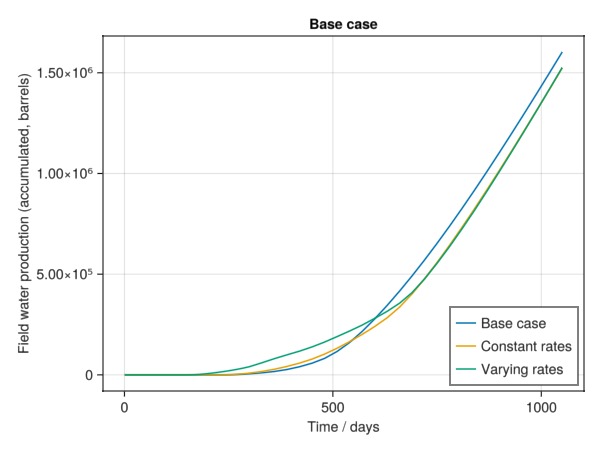 Base case
Field water production (accumulated, barrels)
1.50×10⁶
1.00×10⁶
5.00×10⁵
0
0
500
1000
Time / days
Base case
Constant rates
Varying rates